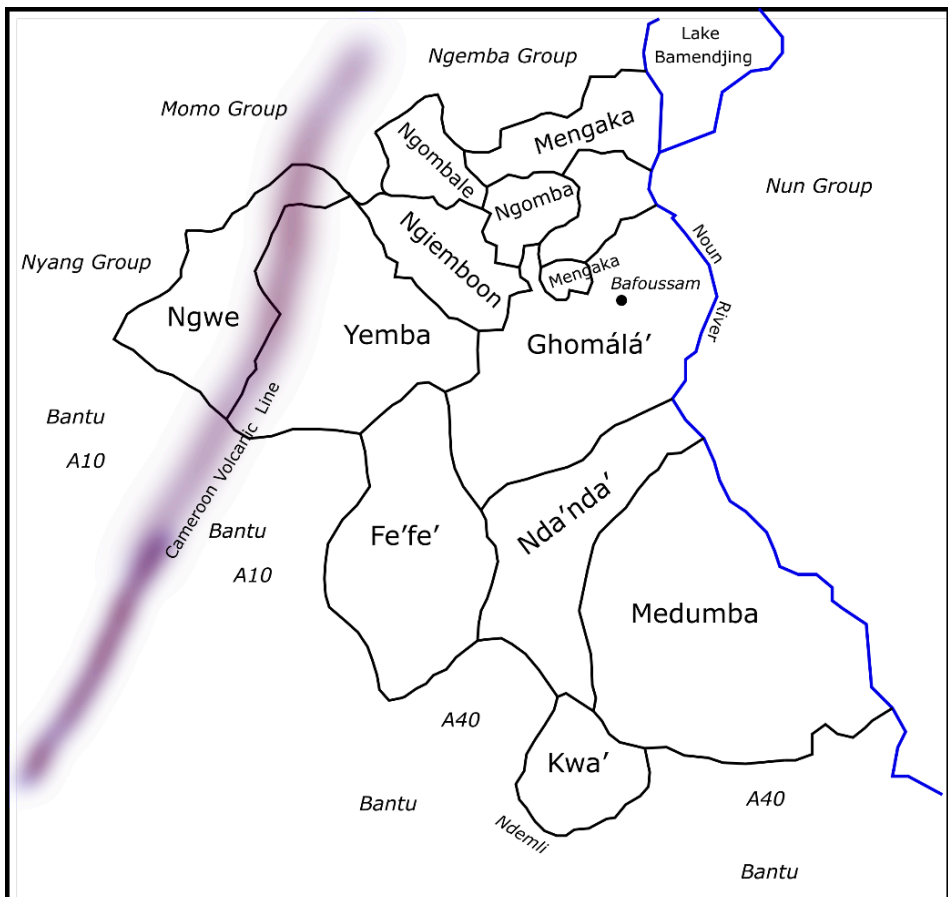 Lake
Bamendjing
Ngemba Group
Momo Group
Mengaka
Ngombale
Nun Group
Ngomba
Nyang Group
Ngiemboon
Noun
River
Mengaka
Bafoussam
Ngwe
Yemba
Ghomálá’
Cameroon Volcanic Line
Bantu
A10
Bantu
A10
Fe’fe’
Nda’nda’
Medumba
A40
Kwa’
Bantu
Ndemli
A40
Bantu